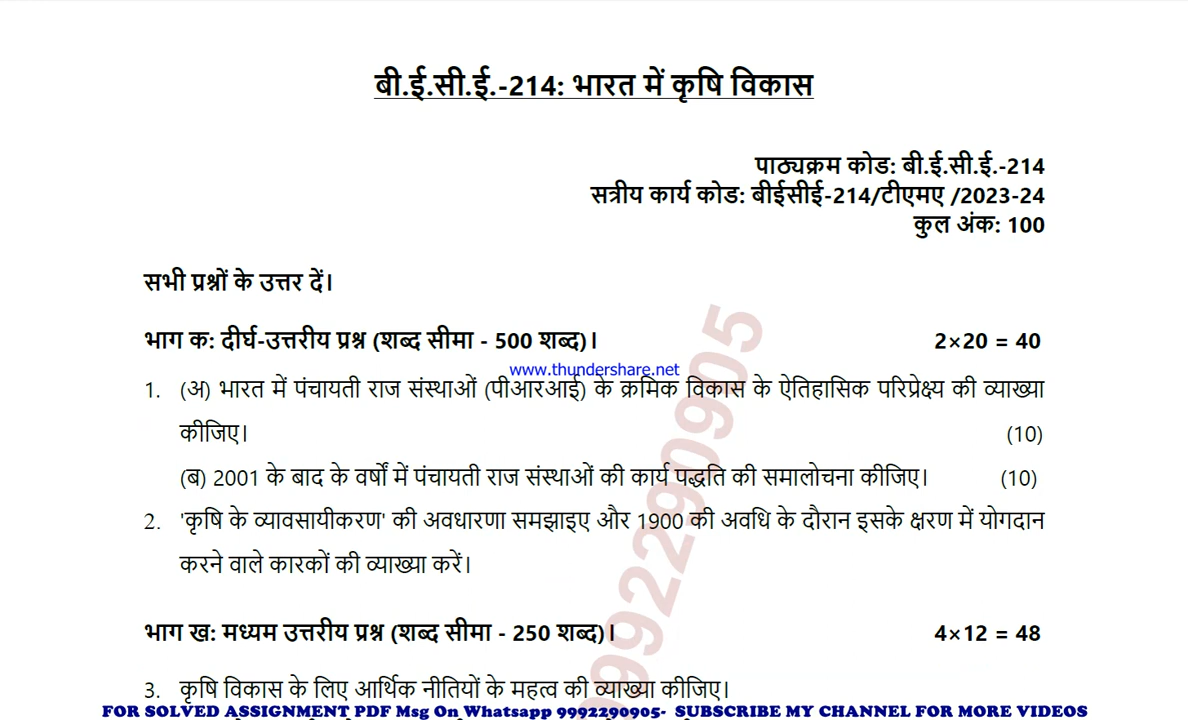 बी.ई.सी.ई.-214: भारत में कृषि विकास
पाठ्यक्रम कोड: बी.ई.सी.ई.-214
सत्रीय कार्य कोड: बीईसीई-214/टीएमए /2023-24
कुल अंक: 100
सभी प्रश्नों के उत्तर दें।
भाग क: दीर्घ-उत्तरीय प्रश्न (शब्द सीमा - 500 शब्द)। 2×20 = 40
www.thundershare.net
1. (अ) भारत में पंचायती राज संस्थाओं (पीआरआई) के क्रमिक विकास के ऐतिहासिक परिप्रेक्ष्य की व्याख्या
कीजिए। (10)
(ब) 2001 के बाद के वर्षों में पंचायती राज संस्थाओं की कार्य पद्धति की समालोचना कीजिए। (10)
2. 'कृषि के व्यावसायीकरण' की अवधारणा समझाइए और 1900 की अवधि के दौरान इसके क्षरण में योगदान
करने वाले कारकों की व्याख्या करें।
भाग ख: मध्यम उत्तरीय प्रश्न (शब्द सीमा - 250 शब्द)। 4×12 = 48
3. कृषि विकास के लिए आर्थिक नीतियों के महत्व की व्याख्या कीजिए।
9992290905
FOR SOLVED ASSIGNMENT PDF Msg On Whatsapp 9992290905- SUBSCRIBE MY CHANNEL FOR MORE VIDEOS